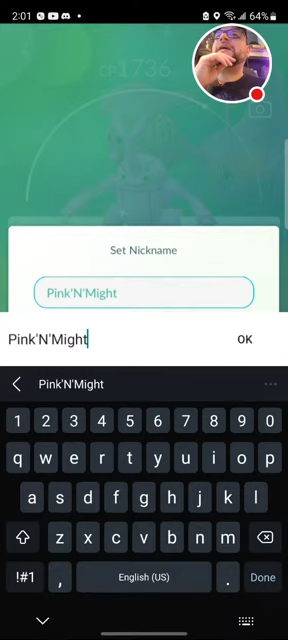 2:01 64%
CP1736
Set Nickname
Pink'N'Might
Pink'N'Might OK
Pink'N'Might
1 2 3 4 5 6 7 8 9 0
q w e r t y u i o p
a s d f g h j k l
z x c v b n m
!#1 , English (US) . Done